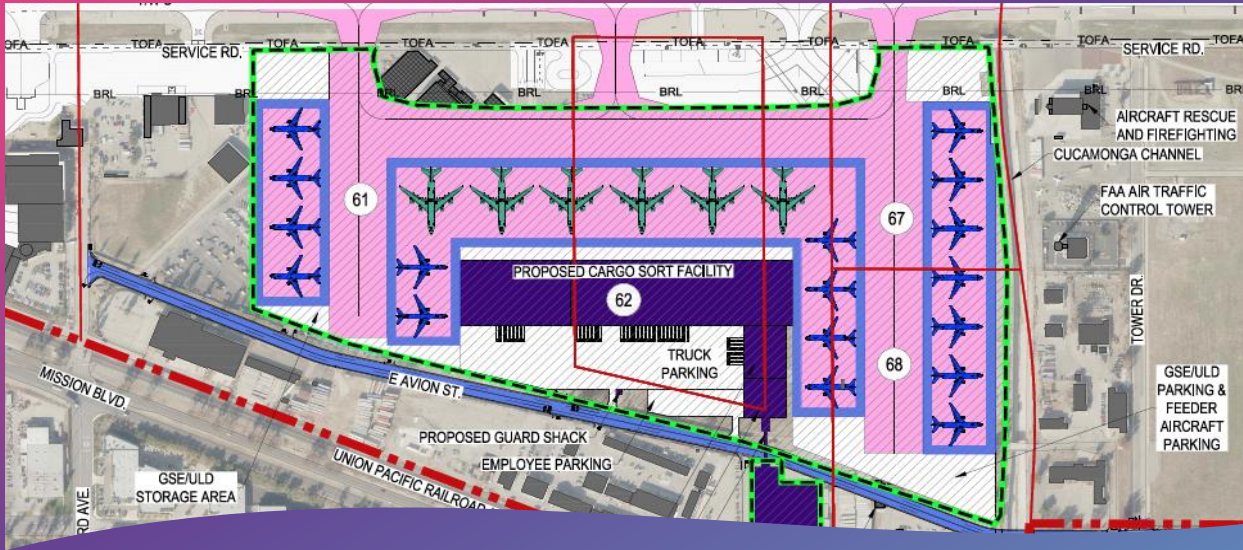 TOFA
TOFA
TOFA
TOFA
TOFA
TOFA
SERVICE RD.
SERVICE RD.
BRL
BRL
BRL
BRL
BRL
BRL
AIRCRAFT RESCUE
AND FIREFIGHTING
CUCAMONGA CHANNEL
61
67
FAA AIR TRAFFIC
CONTROL TOWER
PROPOSED CARGO SORT FACILITY
62
TOWER DR.
TRUCK
PARKING
68
MISSION BLVD.
E AVION ST.
GSE/ULD
PARKING &
FEEDER
AIRCRAFT
PARKING
PROPOSED GUARD SHACK
EMPLOYEE PARKING
UNION PACIFIC RAILROAD
GSE/ULD
STORAGE AREA
RD AVE.